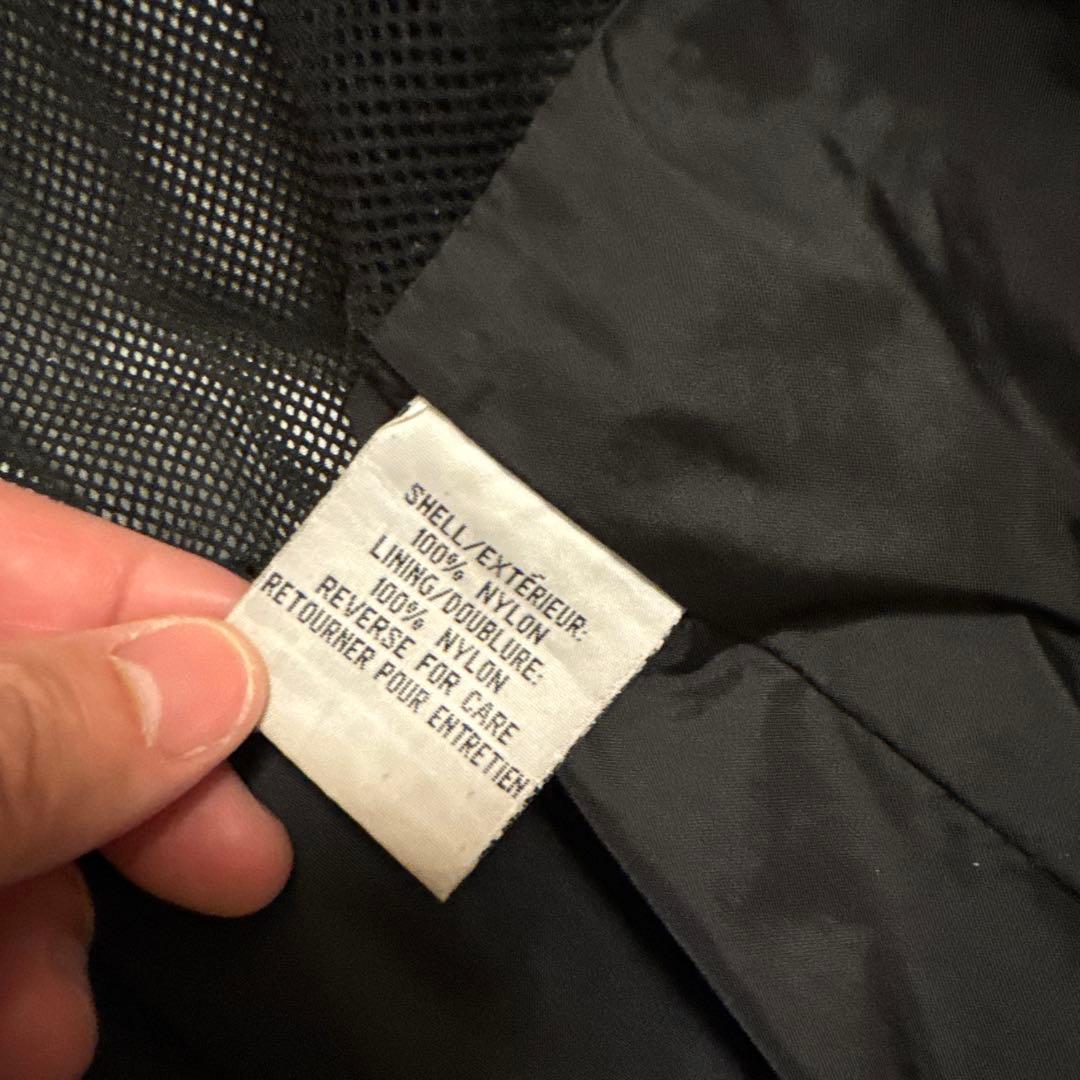 SHELL/EXTÉRIEUR:
100% NYLON
LINING/DOUBLURE:
100% NYLON
REVERSE FOR CARE
RETOURNER POUR ENTRETIEN